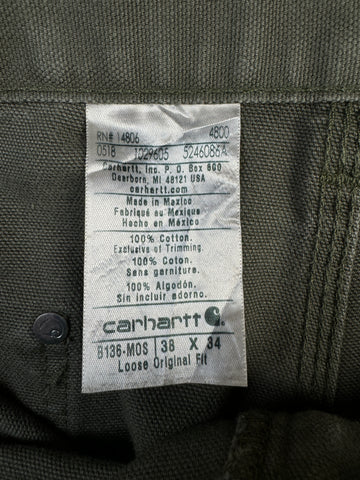 RN# 14806 4800
0518 1029605 5246086A
Carhartt, Inc. P.O. Box 600
Dearborn, MI 48121 USA
carhartt.com
Made in Mexico
Fabriqué au Mexique
Hecho en México
100% Cotton.
Exclusive of Trimming.
100% Coton.
Sens garniture.
100% Algodón.
Sin incluir adorno.
carhartt
B136-MOS 38 X 34
Loose Original Fit